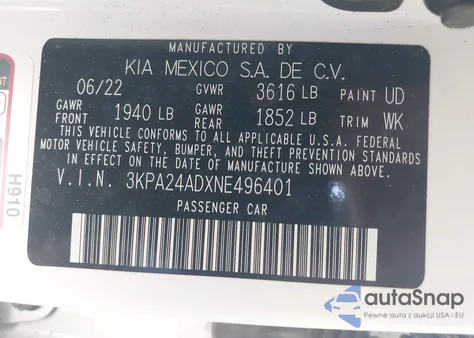 MANUFACTURED BY
KIA MEXICO S.A. DE C.V.
06/22 GVWR 3616 LB PAINT UD
GAWR FRONT 1940 LB GAWR REAR 1852 LB TRIM WK
THIS VEHICLE CONFORMS TO ALL APPLICABLE U.S.A. FEDERAL
MOTOR VEHICLE SAFETY, BUMPER, AND THEFT PREVENTION STANDARDS
IN EFFECT ON THE DATE OF MANUFACTURE SHOWN ABOVE.
V.I.N. 3KPA24ADXNE496401
PASSENGER CAR
H910
autoSnap
Pewne auta z aukcji USA i EU